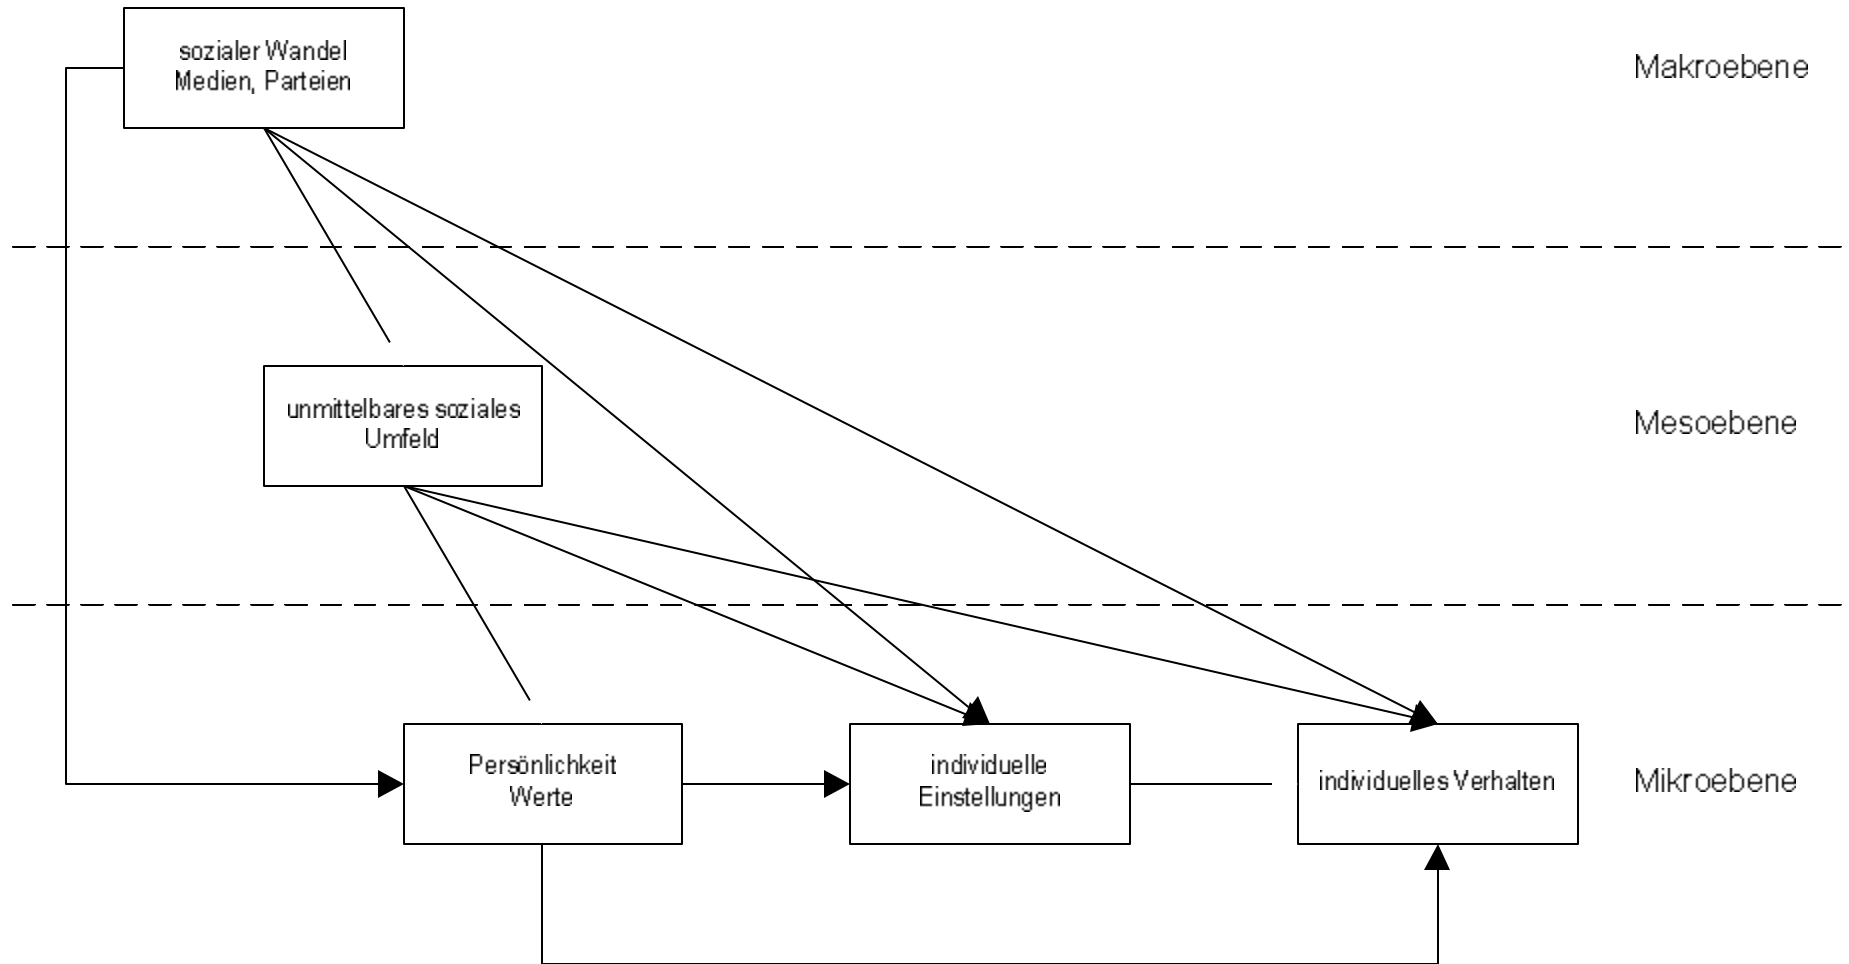 sozialer Wandel
Medien, Parteien
Makroebene
unmittelbares soziales
Umfeld
Mesoebene
Persönlichkeit
Werte
individuelle
Einstellungen
individuelles Verhalten
Mikroebene